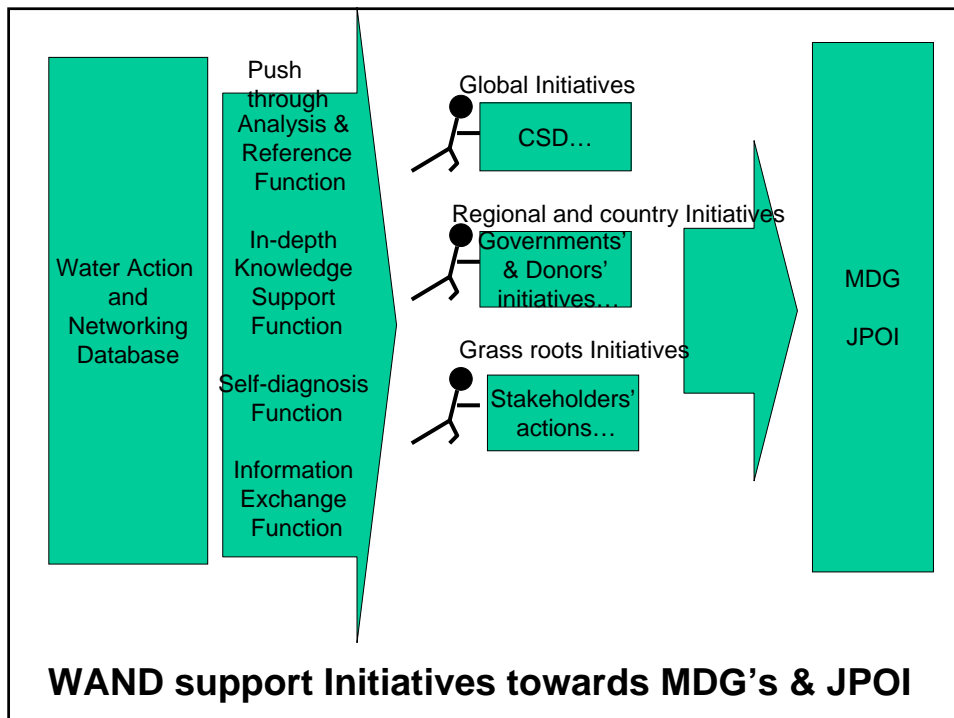 Water Action
and
Networking
Database
Push
through
Analysis &
Reference
Function
In-depth
Knowledge
Support
Function
Self-diagnosis
Function
Information
Exchange
Function
Global Initiatives
CSD…
Regional and country Initiatives
Governments’
& Donors’
initiatives…
Grass roots Initiatives
Stakeholders’
actions…
MDG
JPOI
WAND support Initiatives towards MDG's & JPOI